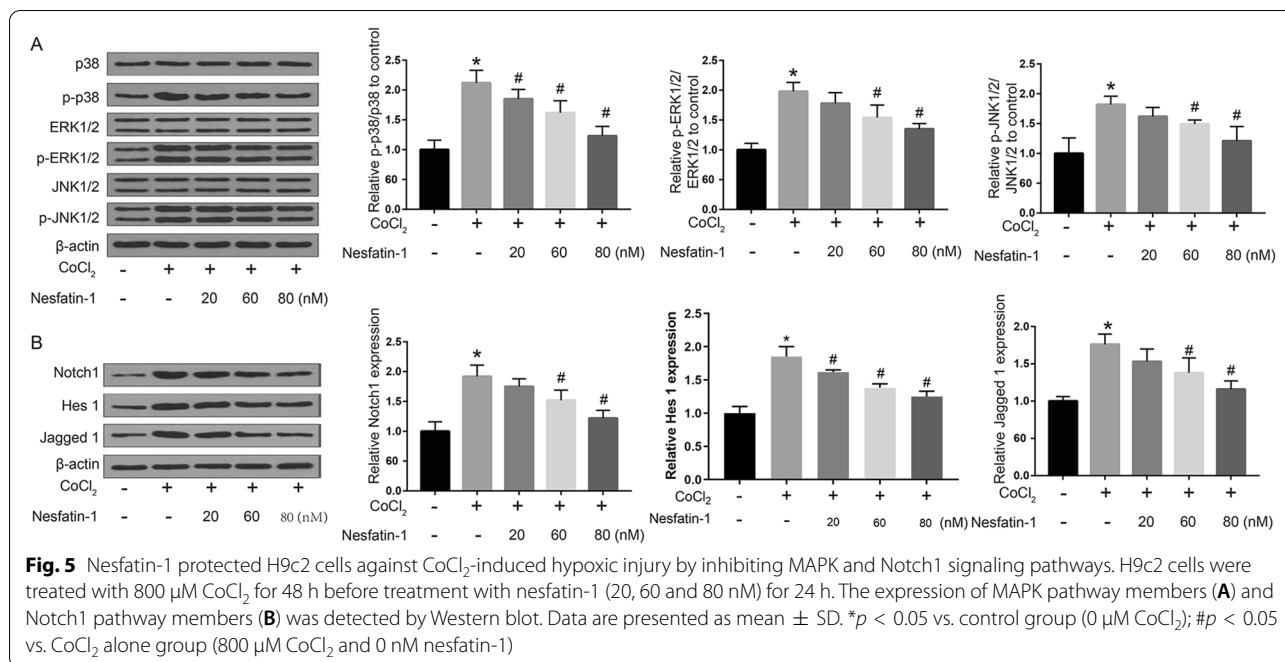 A
p38
p-p38
ERK1/2
p-ERK1/2
JNK1/2
p-JNK1/2
β-actin
CoCl2 - + + + +
Nesfatin-1 - - 20 60 80 (nM)
Relative p-p38/p38 to control
2.5
2.0
1.5
1.0
60
0.0
* # # #
CoCl2 - + + + +
Nesfatin-1 - - 20 60 80 (nM)
Relative p-ERK1/2/
ERK1/2 to control
2.5
2.0
1.5
1.0
60
0.0
* # #
CoCl2 - + + + +
Nesfatin-1 - - 20 60 80 (nM)
Relative p-JNK1/2/
JNK1/2 to control
2.5
2.0
1.5
1.0
60
0.0
* # #
CoCl2 - + + + +
Nesfatin-1 - - 20 60 80 (nM)
B
Notch1
Hes 1
Jagged 1
β-actin
CoCl2 - + + + +
Nesfatin-1 - - 20 60 80 (nM)
Relative Notch1 expression
2.5
2.0
1.5
1.0
60
0.0
* # #
CoCl2 - + + + +
Nesfatin-1 - - 20 60 80 (nM)
Relative Hes 1 expression
2.5
2.0
1.5
1.0
0.5
0.0
* # # #
CoCl2 - + + + +
Nesfatin-1 - - 20 60 80 (nM)
Relative Jagged 1 expression
2.0
1.5
1.0
60
0.0
* # #
CoCl2 - + + + +
Nesfatin-1 - - 20 60 80 (nM)
Fig. 5 Nesfatin-1 protected H9c2 cells against CoCl2-induced hypoxic injury by inhibiting MAPK and Notch1 signaling pathways. H9c2 cells were
treated with 800 μM CoCl2 for 48 h before treatment with nesfatin-1 (20, 60 and 80 nM) for 24 h. The expression of MAPK pathway members (A) and
Notch1 pathway members (B) was detected by Western blot. Data are presented as mean ± SD. *p < 0.05 vs. control group (0 μM CoCl2); #p < 0.05
vs. CoCl2 alone group (800 μM CoCl2 and 0 nM nesfatin-1)